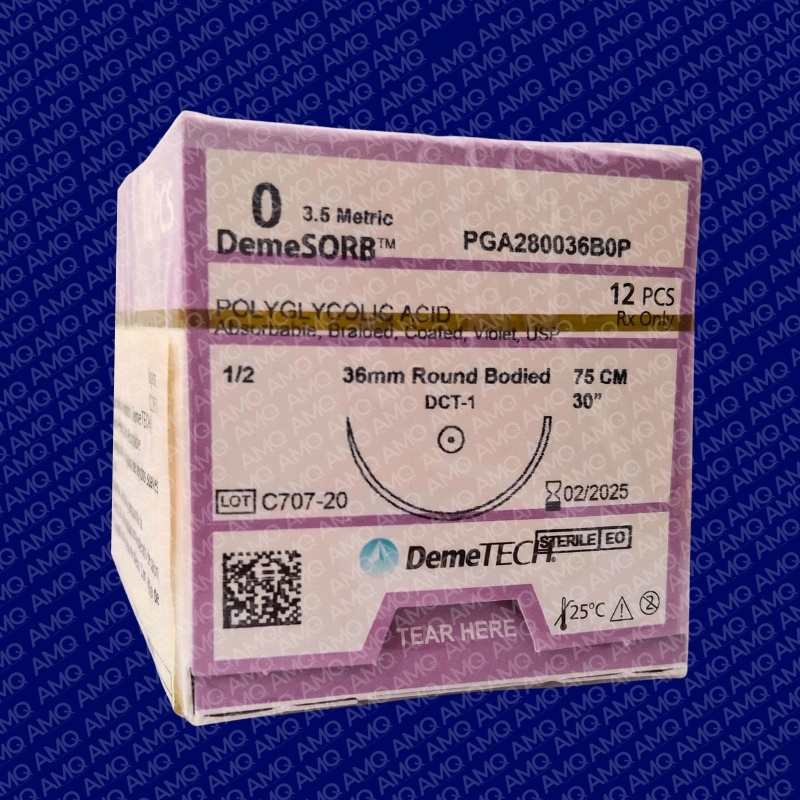 0 3.5 Metric
DemeSORB™ PGA280036B0P
POLYGLYCOLIC ACID 12 PCS
Absorbable, Braided, Coated, Violet, USP Rx Only
1/2 36mm Round Bodied 75 CM
DCT-1 30”
LOT C707-20 02/2025
DemeTECH® STERILE EO
25°C 2
TEAR HERE
AMQ